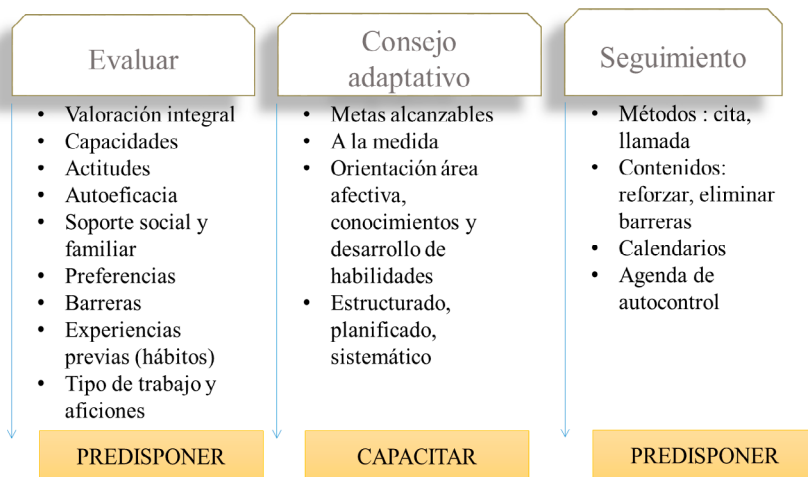 Evaluar
• Valoración integral
• Capacidades
• Actitudes
• Autoeficacia
• Soporte social y
familiar
• Preferencias
• Barreras
• Experiencias
previas (hábitos)
• Tipo de trabajo y
aficiones
PREDISPONER
Consejo
adaptativo
• Metas alcanzables
• A la medida
• Orientación área
afectiva,
conocimientos y
desarrollo de
habilidades
• Estructurado,
planificado,
sistemático
CAPACITAR
Seguimiento
• Métodos : cita,
llamada
• Contenidos:
reforzar, eliminar
barreras
• Calendarios
• Agenda de
autocontrol
PREDISPONER